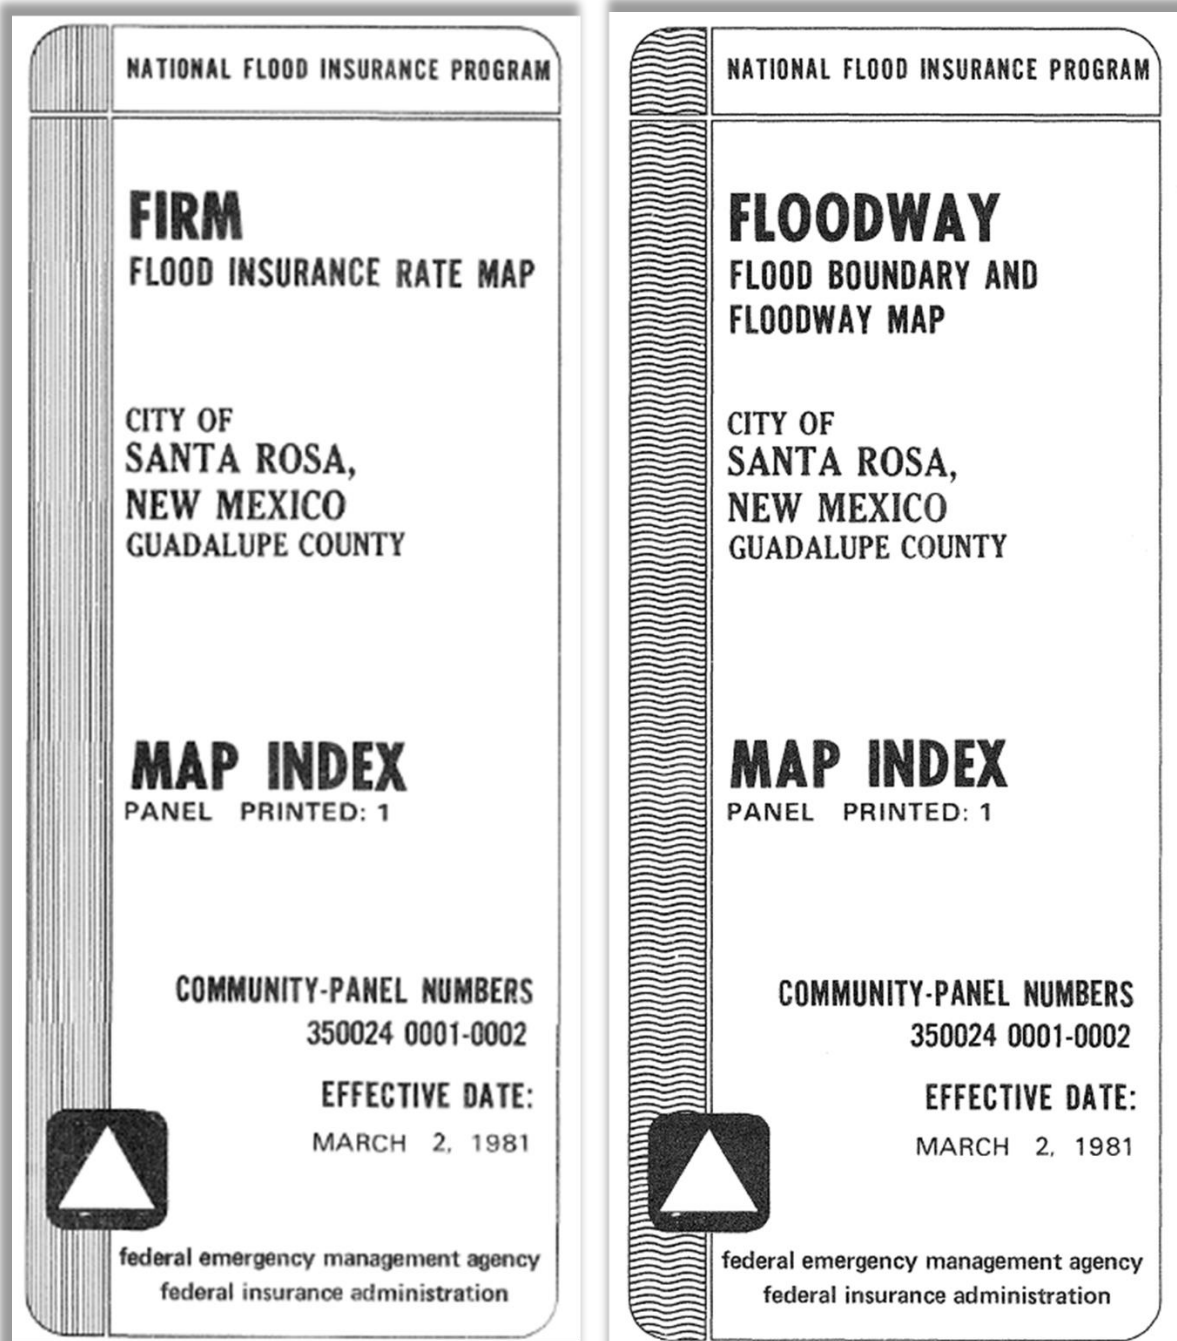 NATIONAL FLOOD INSURANCE PROGRAM
FIRM
FLOOD INSURANCE RATE MAP
CITY OF
SANTA ROSA,
NEW MEXICO
GUADALUPE COUNTY
MAP INDEX
PANEL PRINTED: 1
COMMUNITY-PANEL NUMBERS
350024 0001-0002
EFFECTIVE DATE:
MARCH 2, 1981
federal emergency management agency
federal insurance administration
NATIONAL FLOOD INSURANCE PROGRAM
FLOODWAY
FLOOD BOUNDARY AND
FLOODWAY MAP
CITY OF
SANTA ROSA,
NEW MEXICO
GUADALUPE COUNTY
MAP INDEX
PANEL PRINTED: 1
COMMUNITY-PANEL NUMBERS
350024 0001-0002
EFFECTIVE DATE:
MARCH 2, 1981
federal emergency management agency
federal insurance administration